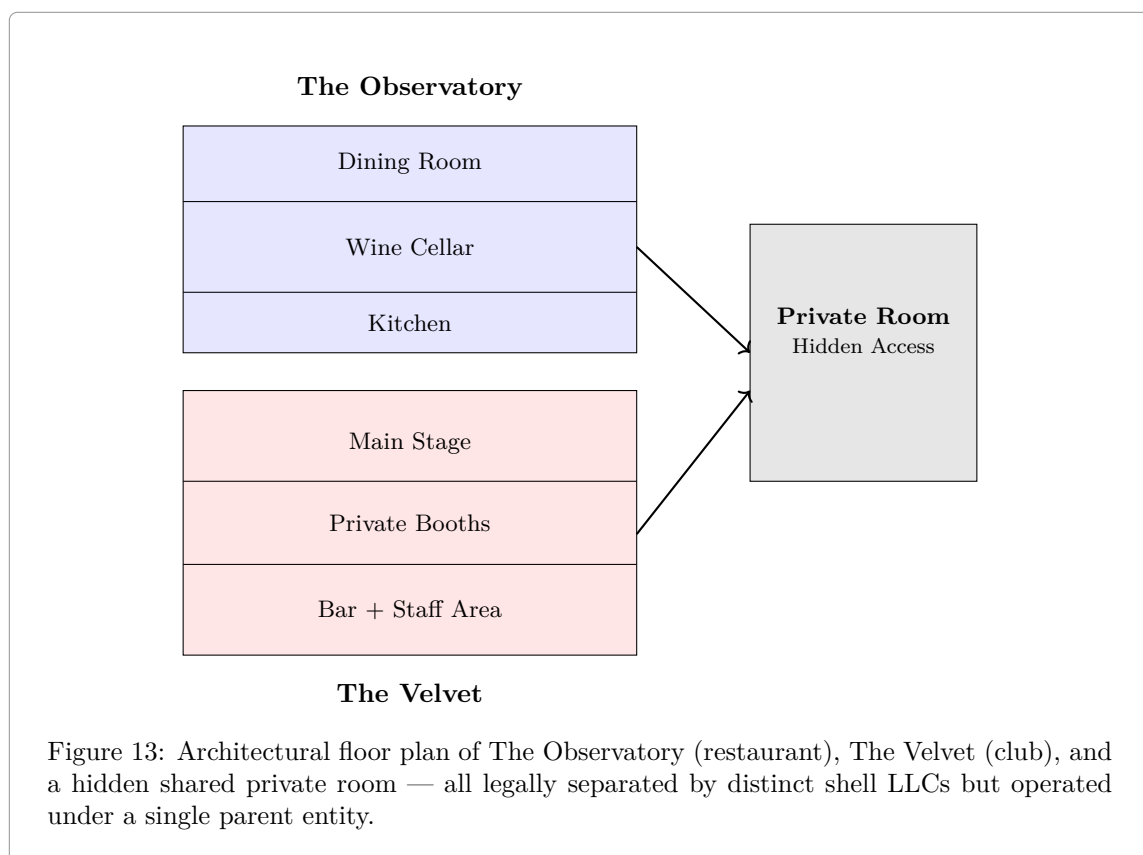 The Observatory
Dining Room
Wine Cellar
Kitchen
Private Room
Hidden Access
Main Stage
Private Booths
Bar + Staff Area
The Velvet
Figure 13: Architectural floor plan of The Observatory (restaurant), The Velvet (club), and
a hidden shared private room — all legally separated by distinct shell LLCs but operated
under a single parent entity.